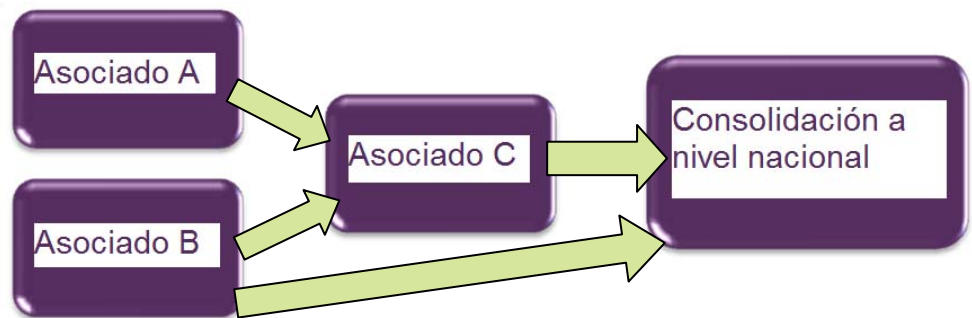 Asociado A
Asociado B
Asociado C
Consolidación a
nivel nacional